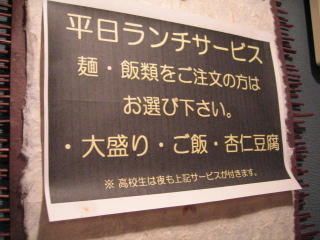 平日ランチサービス
麺・飯類をご注文の方は
お選び下さい。
・大盛り・ご飯・杏仁豆腐
※高校生は夜も上記サービスが付きます。